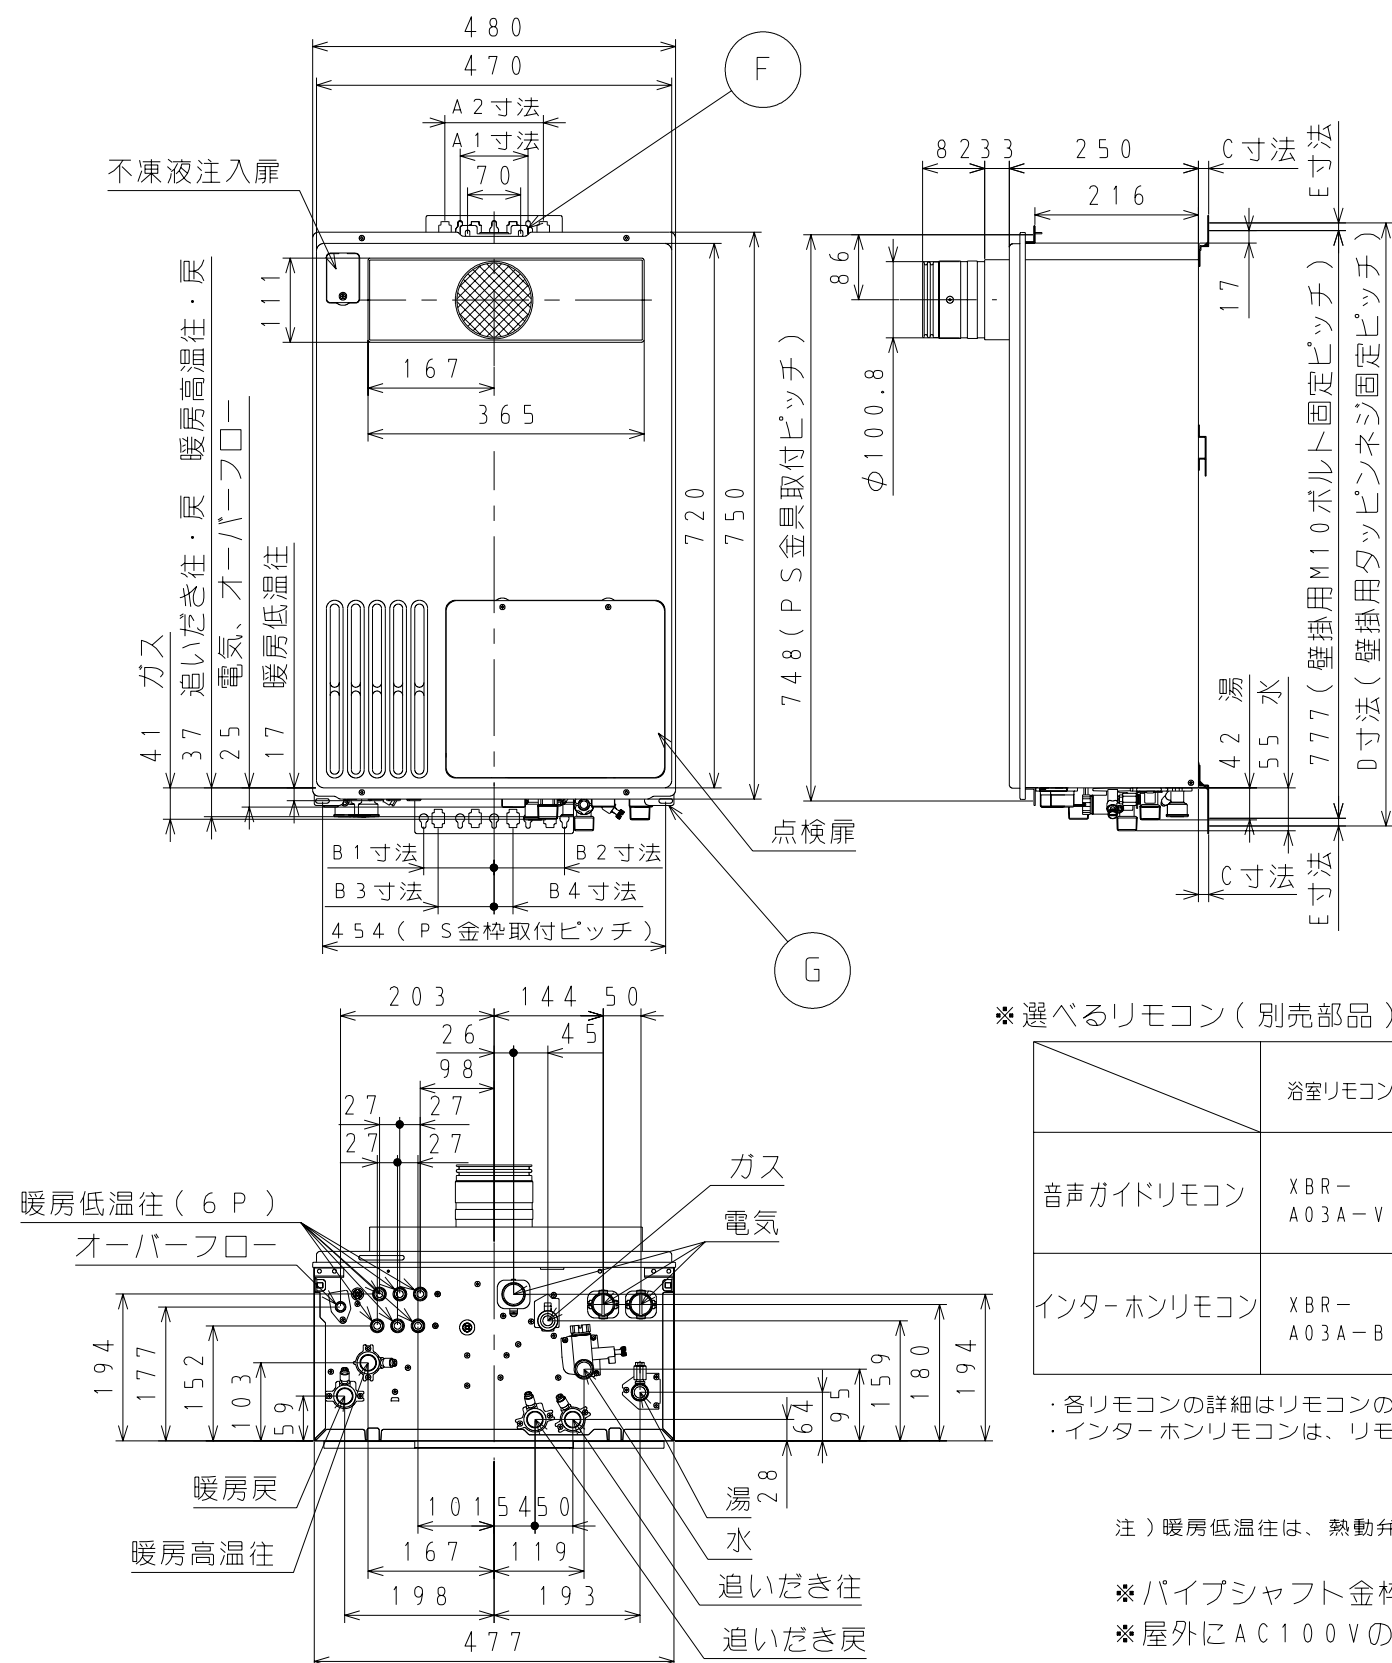 480
470
A2寸法
A1寸法
70
F
不凍液注入扉
111
167
365
720
750
748(PS金具取付ピッチ)
41 ガス
37 追いだき往・戻 暖房高温往・戻
25 電気、オーバーフロー
17 暖房低温往
点検扉
B1寸法
B2寸法
B3寸法
B4寸法
454(PS金枠取付ピッチ)
G
82
33
250
C寸法
216
E寸法
86
17
φ100.8
777(壁掛用M10ボルト固定ピッチ)
D寸法(壁掛用タッピンネジ固定ピッチ)
42 湯
55 水
C寸法
E寸法
203
144
50
26
45
98
27
27
27
27
ガス
電気
暖房低温往(6P)
オーバーフロー
194
177
152
103
59
28
64
95
159
180
194
暖房戻
暖房高温往
101
54
50
167
119
198
193
477
湯
水
追いだき往
追いだき戻
※選べるリモコン(別売部品)
浴室リモコン
音声ガイドリモコン
XBR-
A03A-V
インターホンリモコン
XBR-
A03A-B
・各リモコンの詳細はリモコンの
・インターホンリモコンは、リモ
注)暖房低温往は、熱動弁
※パイプシャフト金枠
※屋外にAC100Vの